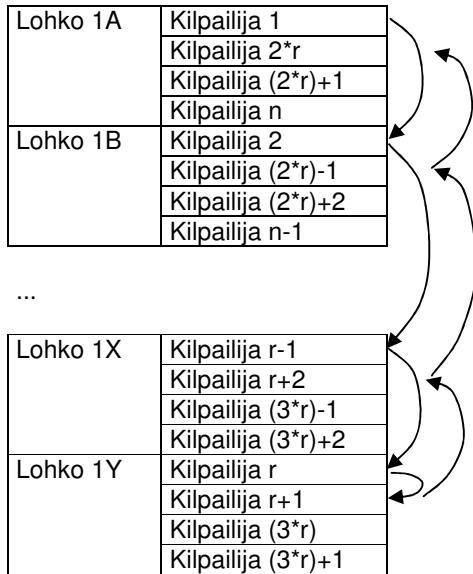 Lohko 1A Kilpailija 1
Kilpailija 2*r
Kilpailija (2*r)+1
Kilpailija n
Lohko 1B Kilpailija 2
Kilpailija (2*r)-1
Kilpailija (2*r)+2
Kilpailija n-1
...
Lohko 1X Kilpailija r-1
Kilpailija r+2
Kilpailija (3*r)-1
Kilpailija (3*r)+2
Lohko 1Y Kilpailija r
Kilpailija r+1
Kilpailija (3*r)
Kilpailija (3*r)+1